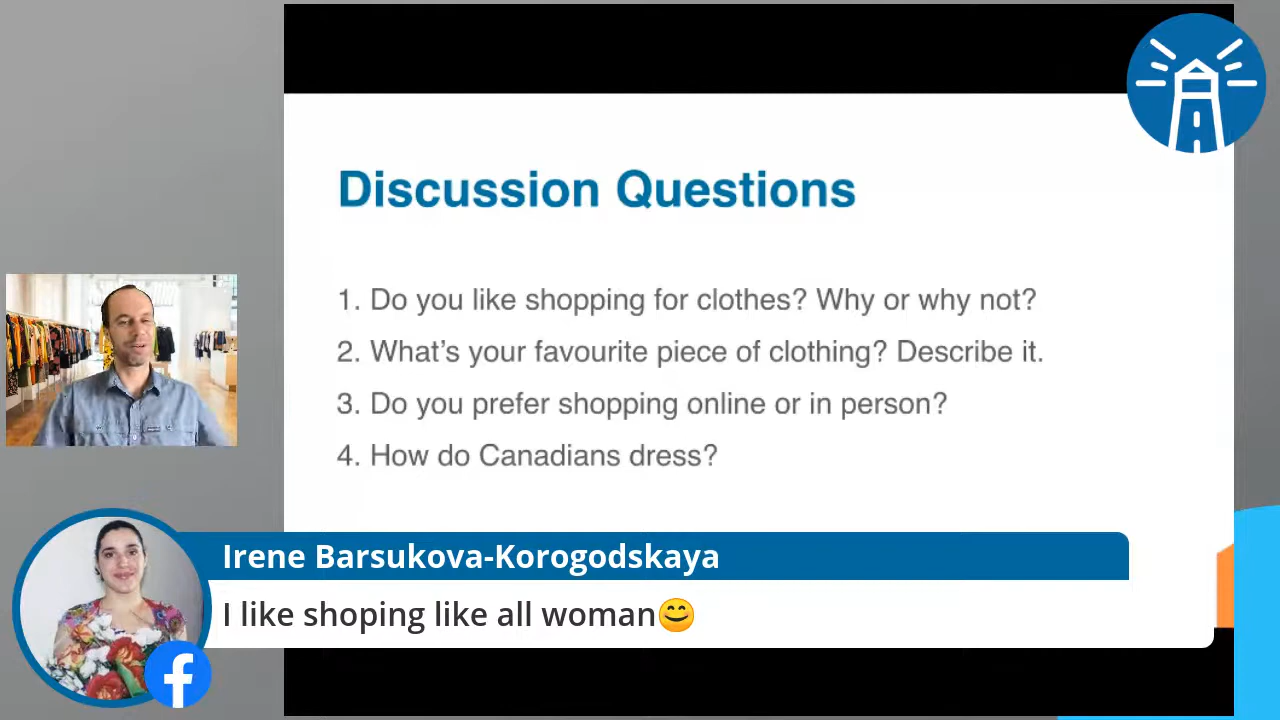 Discussion Questions
1. Do you like shopping for clothes? Why or why not?
2. What's your favourite piece of clothing? Describe it.
3. Do you prefer shopping online or in person?
4. How do Canadians dress?
Irene Barsukova-Korogodskaya
I like shoping like all woman😊